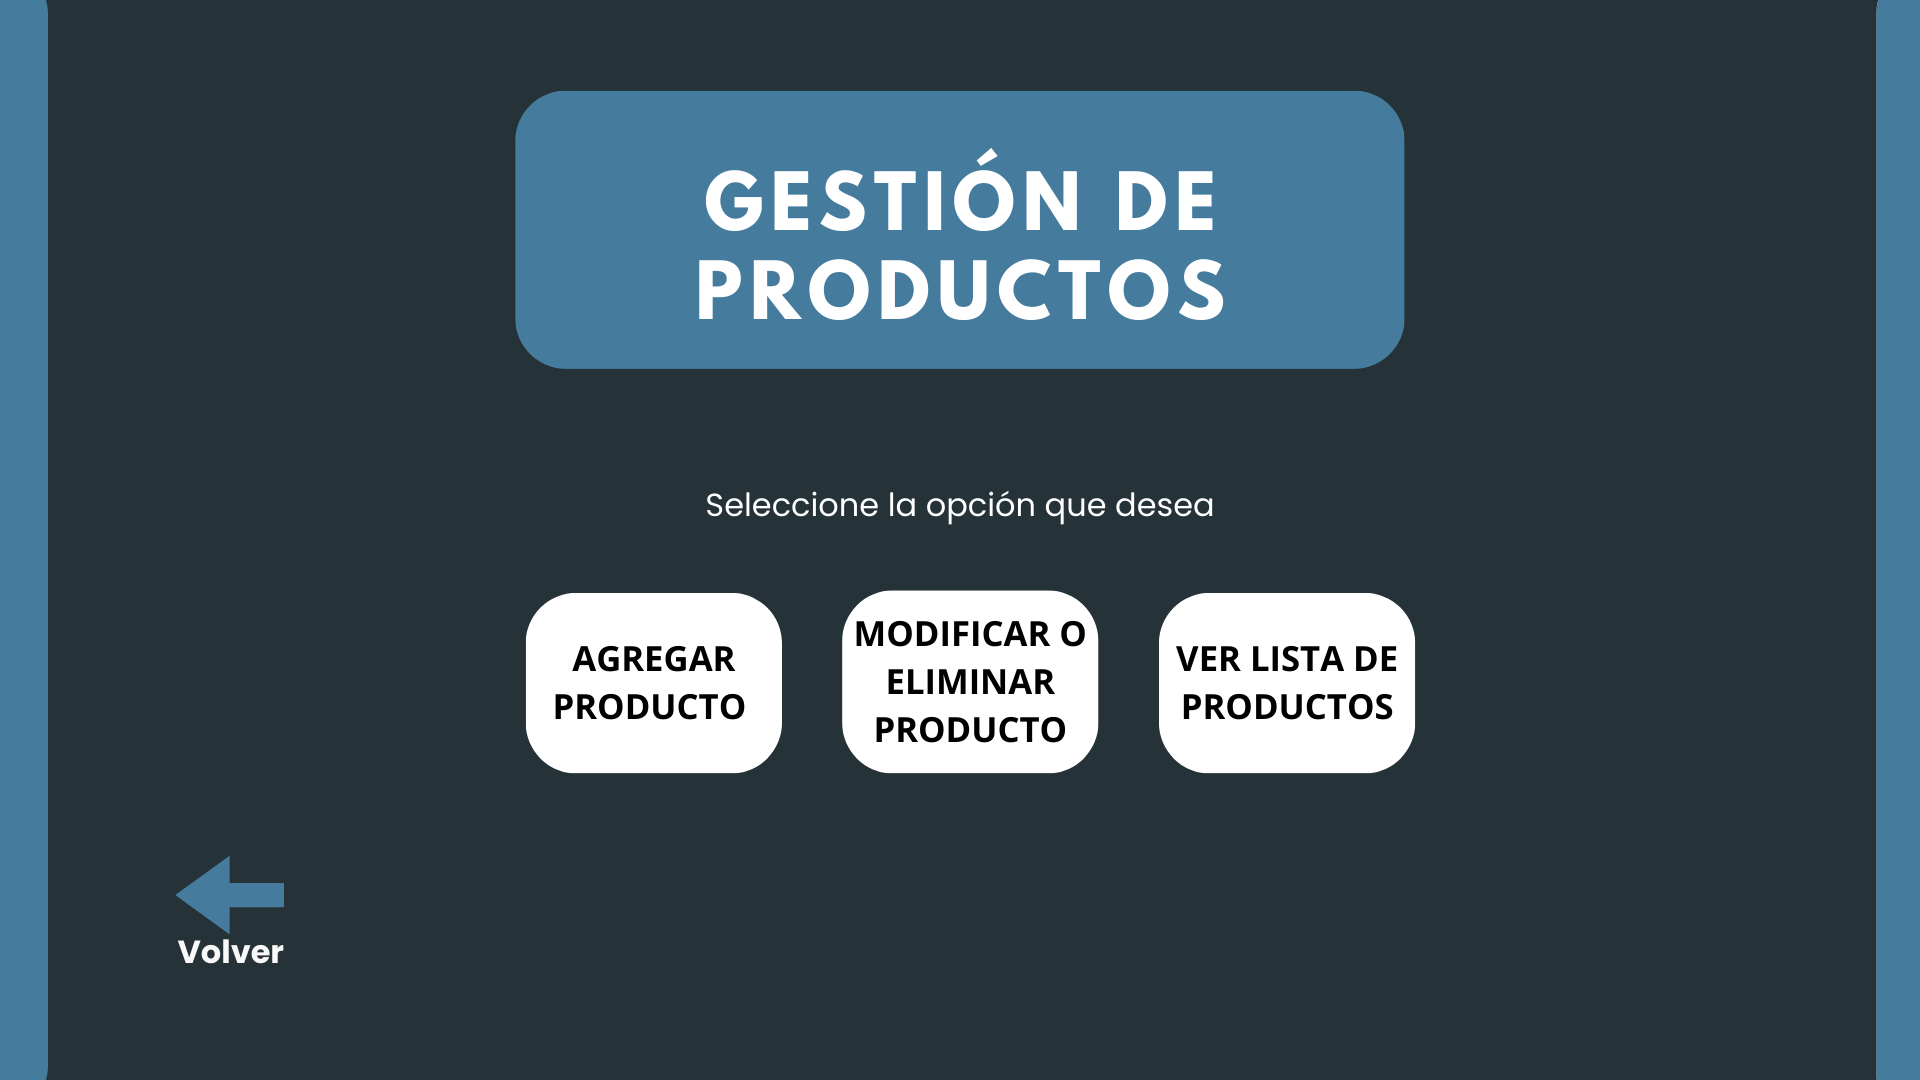 GESTIÓN DE
PRODUCTOS
Seleccione la opción que desea
AGREGAR
PRODUCTO
MODIFICAR O
ELIMINAR
PRODUCTO
VER LISTA DE
PRODUCTOS
Volver